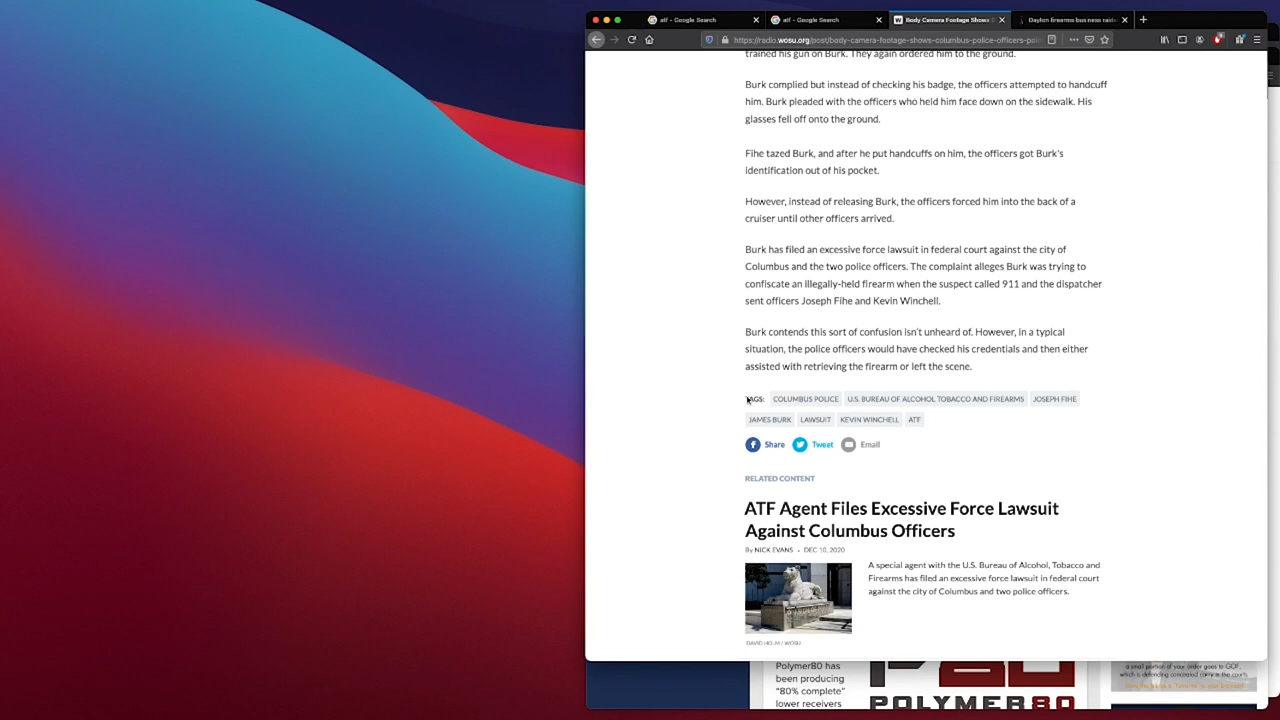 atf - Google Search
atf - Google Search
Body Camera Footage Shows
Dayton firearms business raide
https://radio.wosu.org/post/body-camera-footage-shows-columbus-police-officers-poi
trained his gun on Burk. They again ordered him to the ground.
Burk complied but instead of checking his badge, the officers attempted to handcuff
him. Burk pleaded with the officers who held him face down on the sidewalk. His
glasses fell off onto the ground.
Fihe tazed Burk, and after he put handcuffs on him, the officers got Burk's
identification out of his pocket.
However, instead of releasing Burk, the officers forced him into the back of a
cruiser until other officers arrived.
Burk has filed an excessive force lawsuit in federal court against the city of
Columbus and the two police officers. The complaint alleges Burk was trying to
confiscate an illegally-held firearm when the suspect called 911 and the dispatcher
sent officers Joseph Fihe and Kevin Winchell.
Burk contends this sort of confusion isn't unheard of. However, in a typical
situation, the police officers would have checked his credentials and then either
assisted with retrieving the firearm or left the scene.
TAGS: COLUMBUS POLICE U.S. BUREAU OF ALCOHOL TOBACCO AND FIREARMS JOSEPH FIHE
JAMES BURK LAWSUIT KEVIN WINCHELL ATF
Share Tweet Email
RELATED CONTENT
ATF Agent Files Excessive Force Lawsuit
Against Columbus Officers
By NICK EVANS • DEC 10, 2020
A special agent with the U.S. Bureau of Alcohol, Tobacco and
Firearms has filed an excessive force lawsuit in federal court
against the city of Columbus and two police officers.
DAVID HOLM / WOSU
Polymer80 has
been producing
"80% complete"
lower receivers
P80
POLYMER80
a small portion of your order goes to GOF,
which is defending concealed carry in the courts.